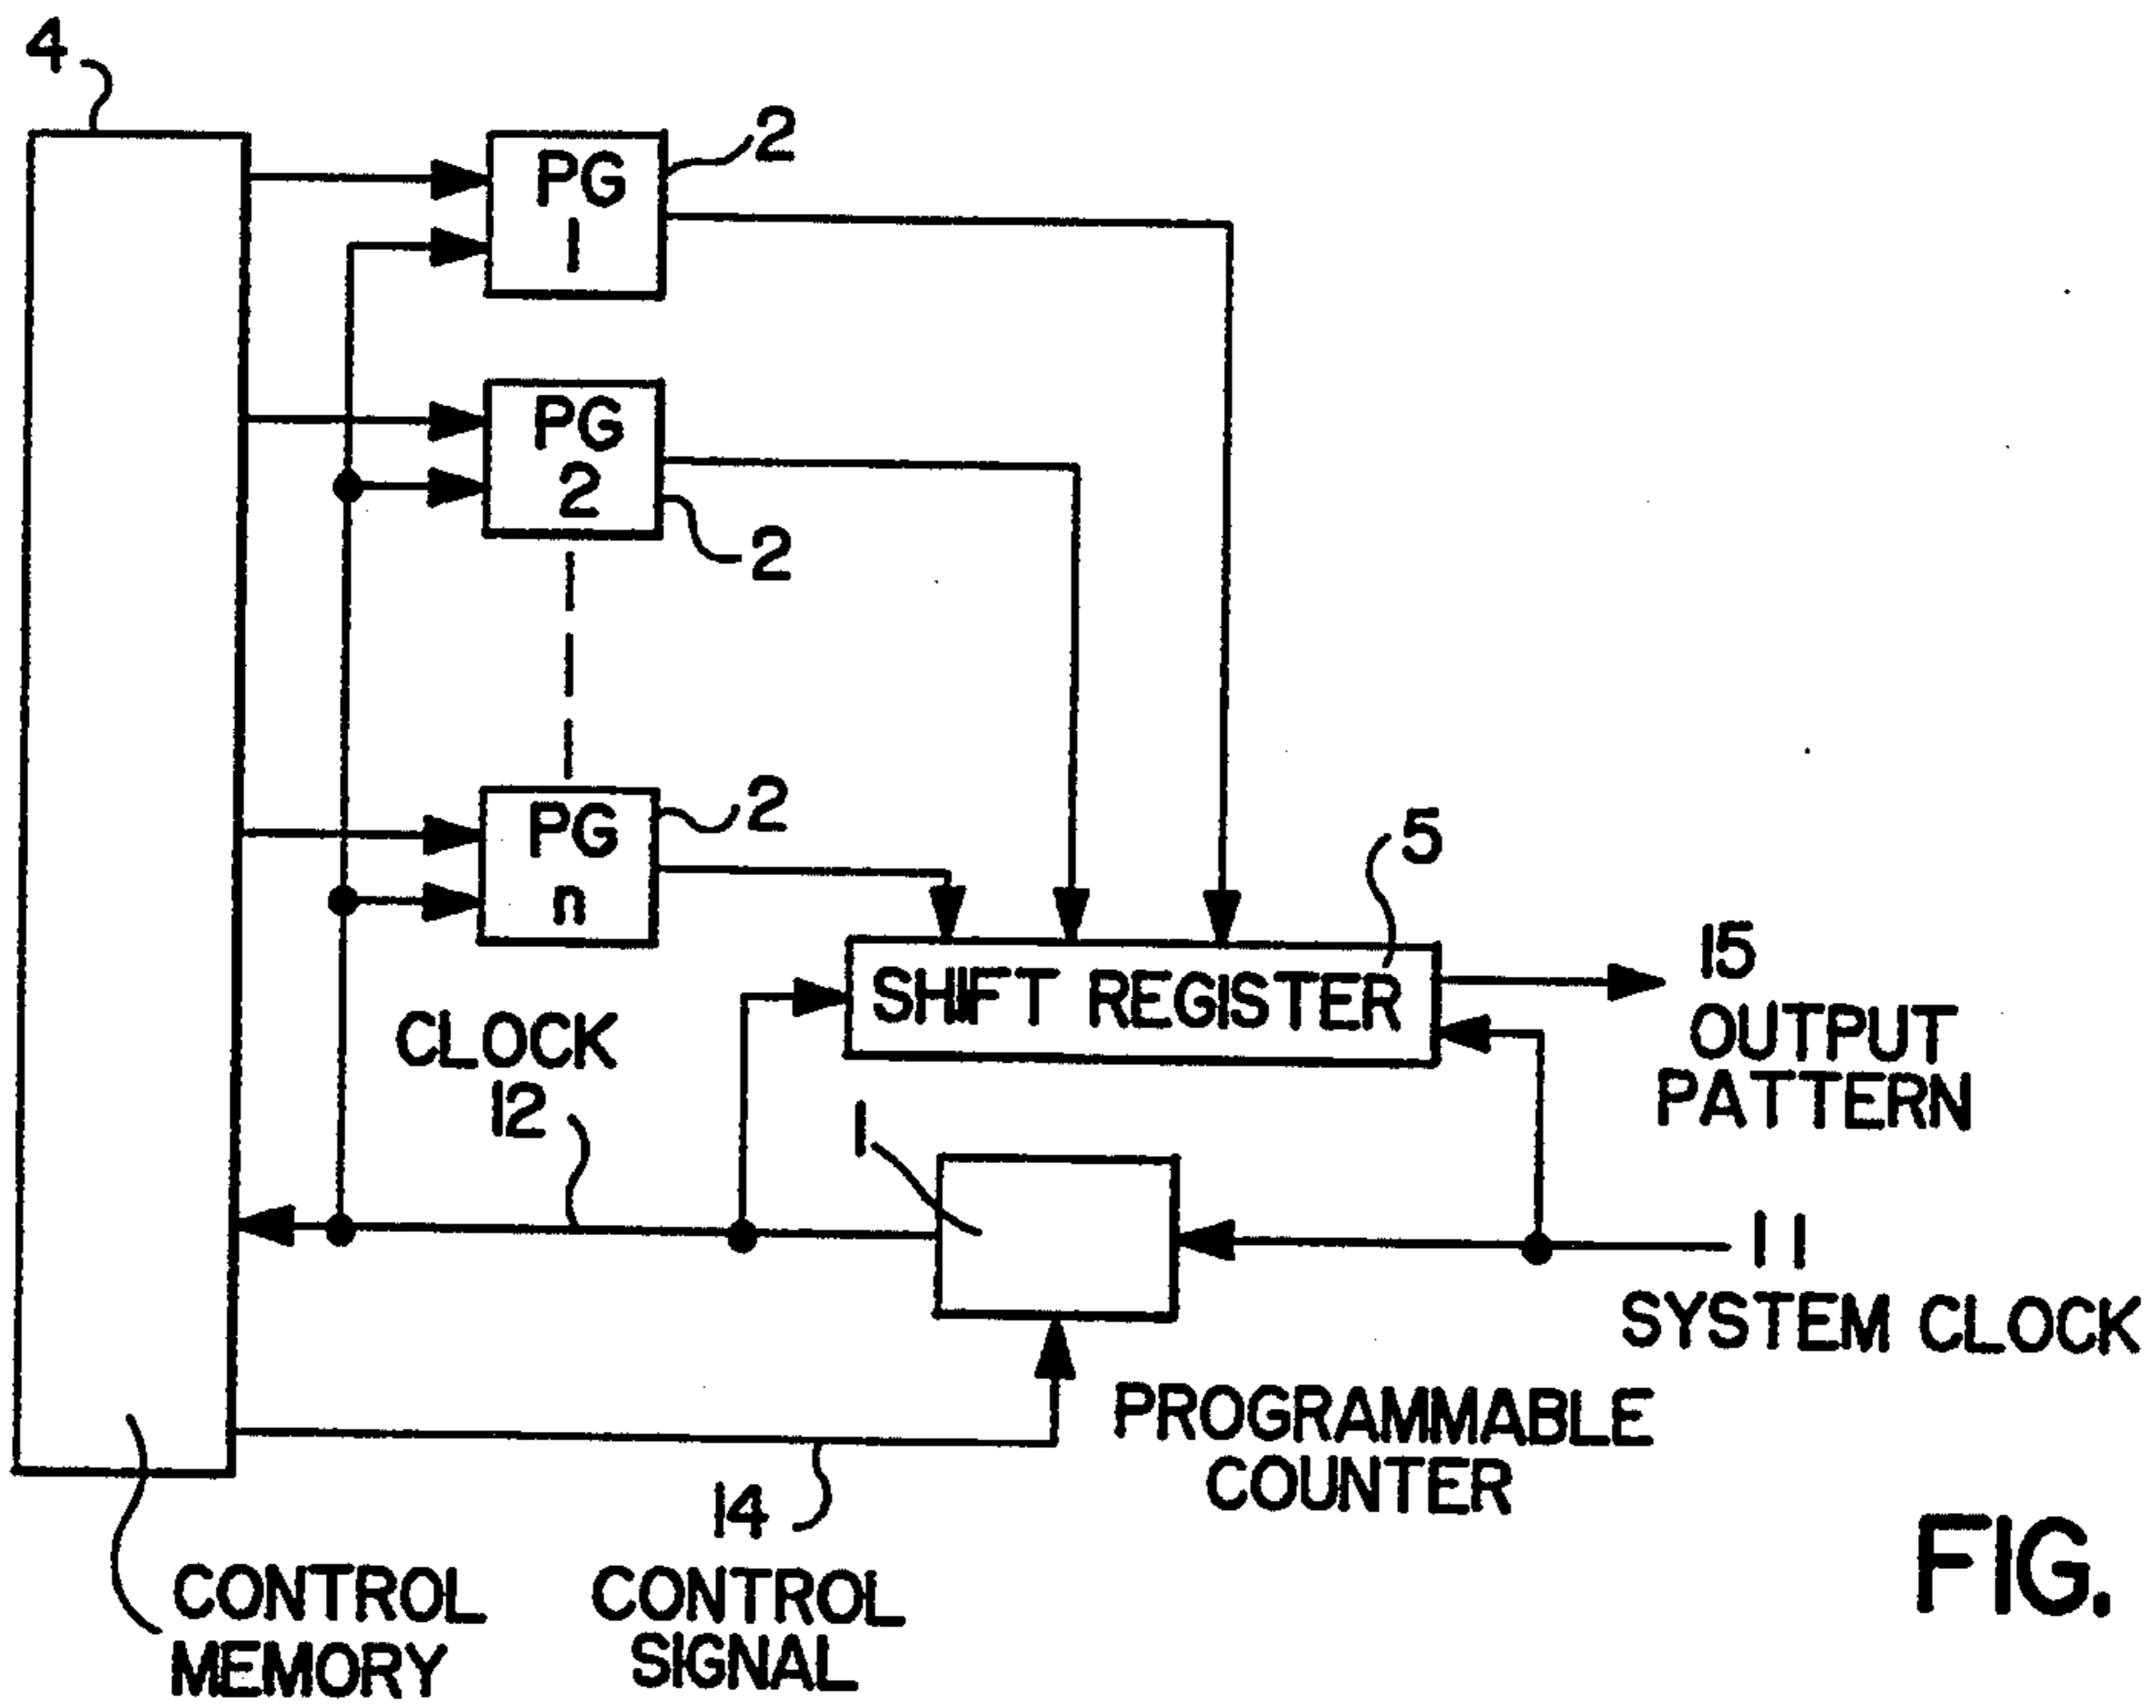 4
PG
1
2
PG
2
2
PG
n
2
5
SHIFT REGISTER
15
OUTPUT
PATTERN
CLOCK
12
1
11
SYSTEM CLOCK
PROGRAMMABLE
COUNTER
14
CONTROL
SIGNAL
CONTROL
MEMORY
FIG.